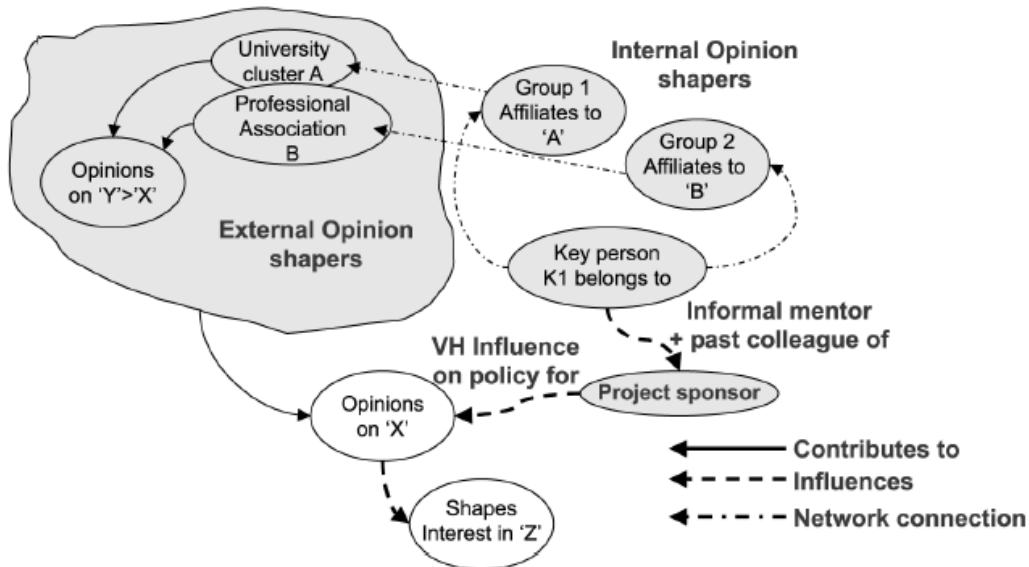 University
cluster A
Professional
Association
B
Opinions
on 'Y'>'X'
External Opinion
shapers
Internal Opinion
shapers
Group 1
Affiliates to
'A'
Group 2
Affiliates to
'B'
Key person
K1 belongs to
Informal mentor
+ past colleague of
VH Influence
on policy for
Project sponsor
Opinions
on 'X'
Shapes
Interest in 'Z'
Contributes to
Influences
Network connection